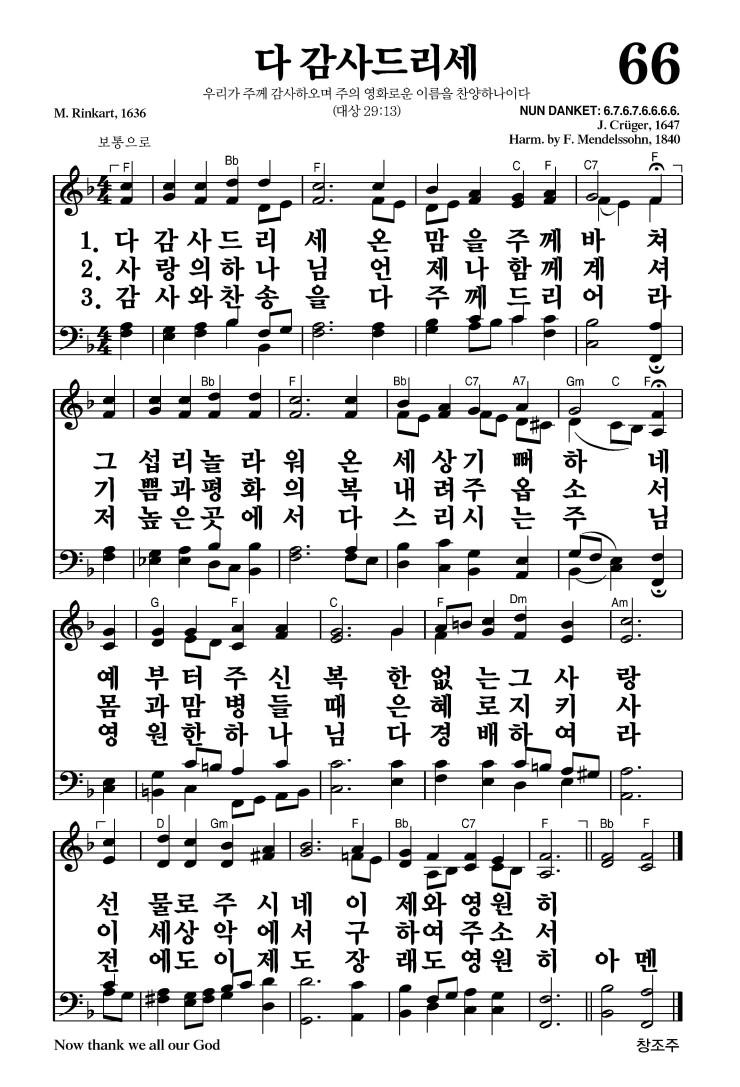 다 감사드리세
66
우리가 주께 감사하오며 주의 영화로운 이름을 찬양하나이다
(대상 29:13)
M. Rinkart, 1636
NUN DANKET: 6.7.6.7.6.6.6.6.
J. Crüger, 1647
Harm. by F. Mendelssohn, 1840
보통으로
F Bb F C F C7 F
1. 다 감 사 드 리 세 온 맘 을 주 께 바 쳐
2. 사 랑 의 하 나 님 언 제 나 함 께 계 셔
3. 감 사 와 찬 송 을 다 주 께 드 리 어 라
Bb F Bb C7 A7 Gm C F
그 섭 리 놀 라 워 온 세 상 기 뻐 하 네
기 쁨 과 평 화 의 복 내 려 주 옵 소 서
저 높 은 곳 에 서 다 스 리 시 는 주 님
G F C F Dm Am
예 부 터 주 신 복 한 없 는 그 사 랑
몸 과 맘 병 들 때 은 혜 로 지 키 사
영 원 한 하 나 님 다 경 배 하 여 라
D Gm F Bb C7 F Bb F
선 물 로 주 시 네 이 제 와 영 원 히
이 세 상 악 에 서 구 하 여 주 소 서
전 에 도 이 제 도 장 래 도 영 원 히 아 멘
Now thank we all our God
창조주